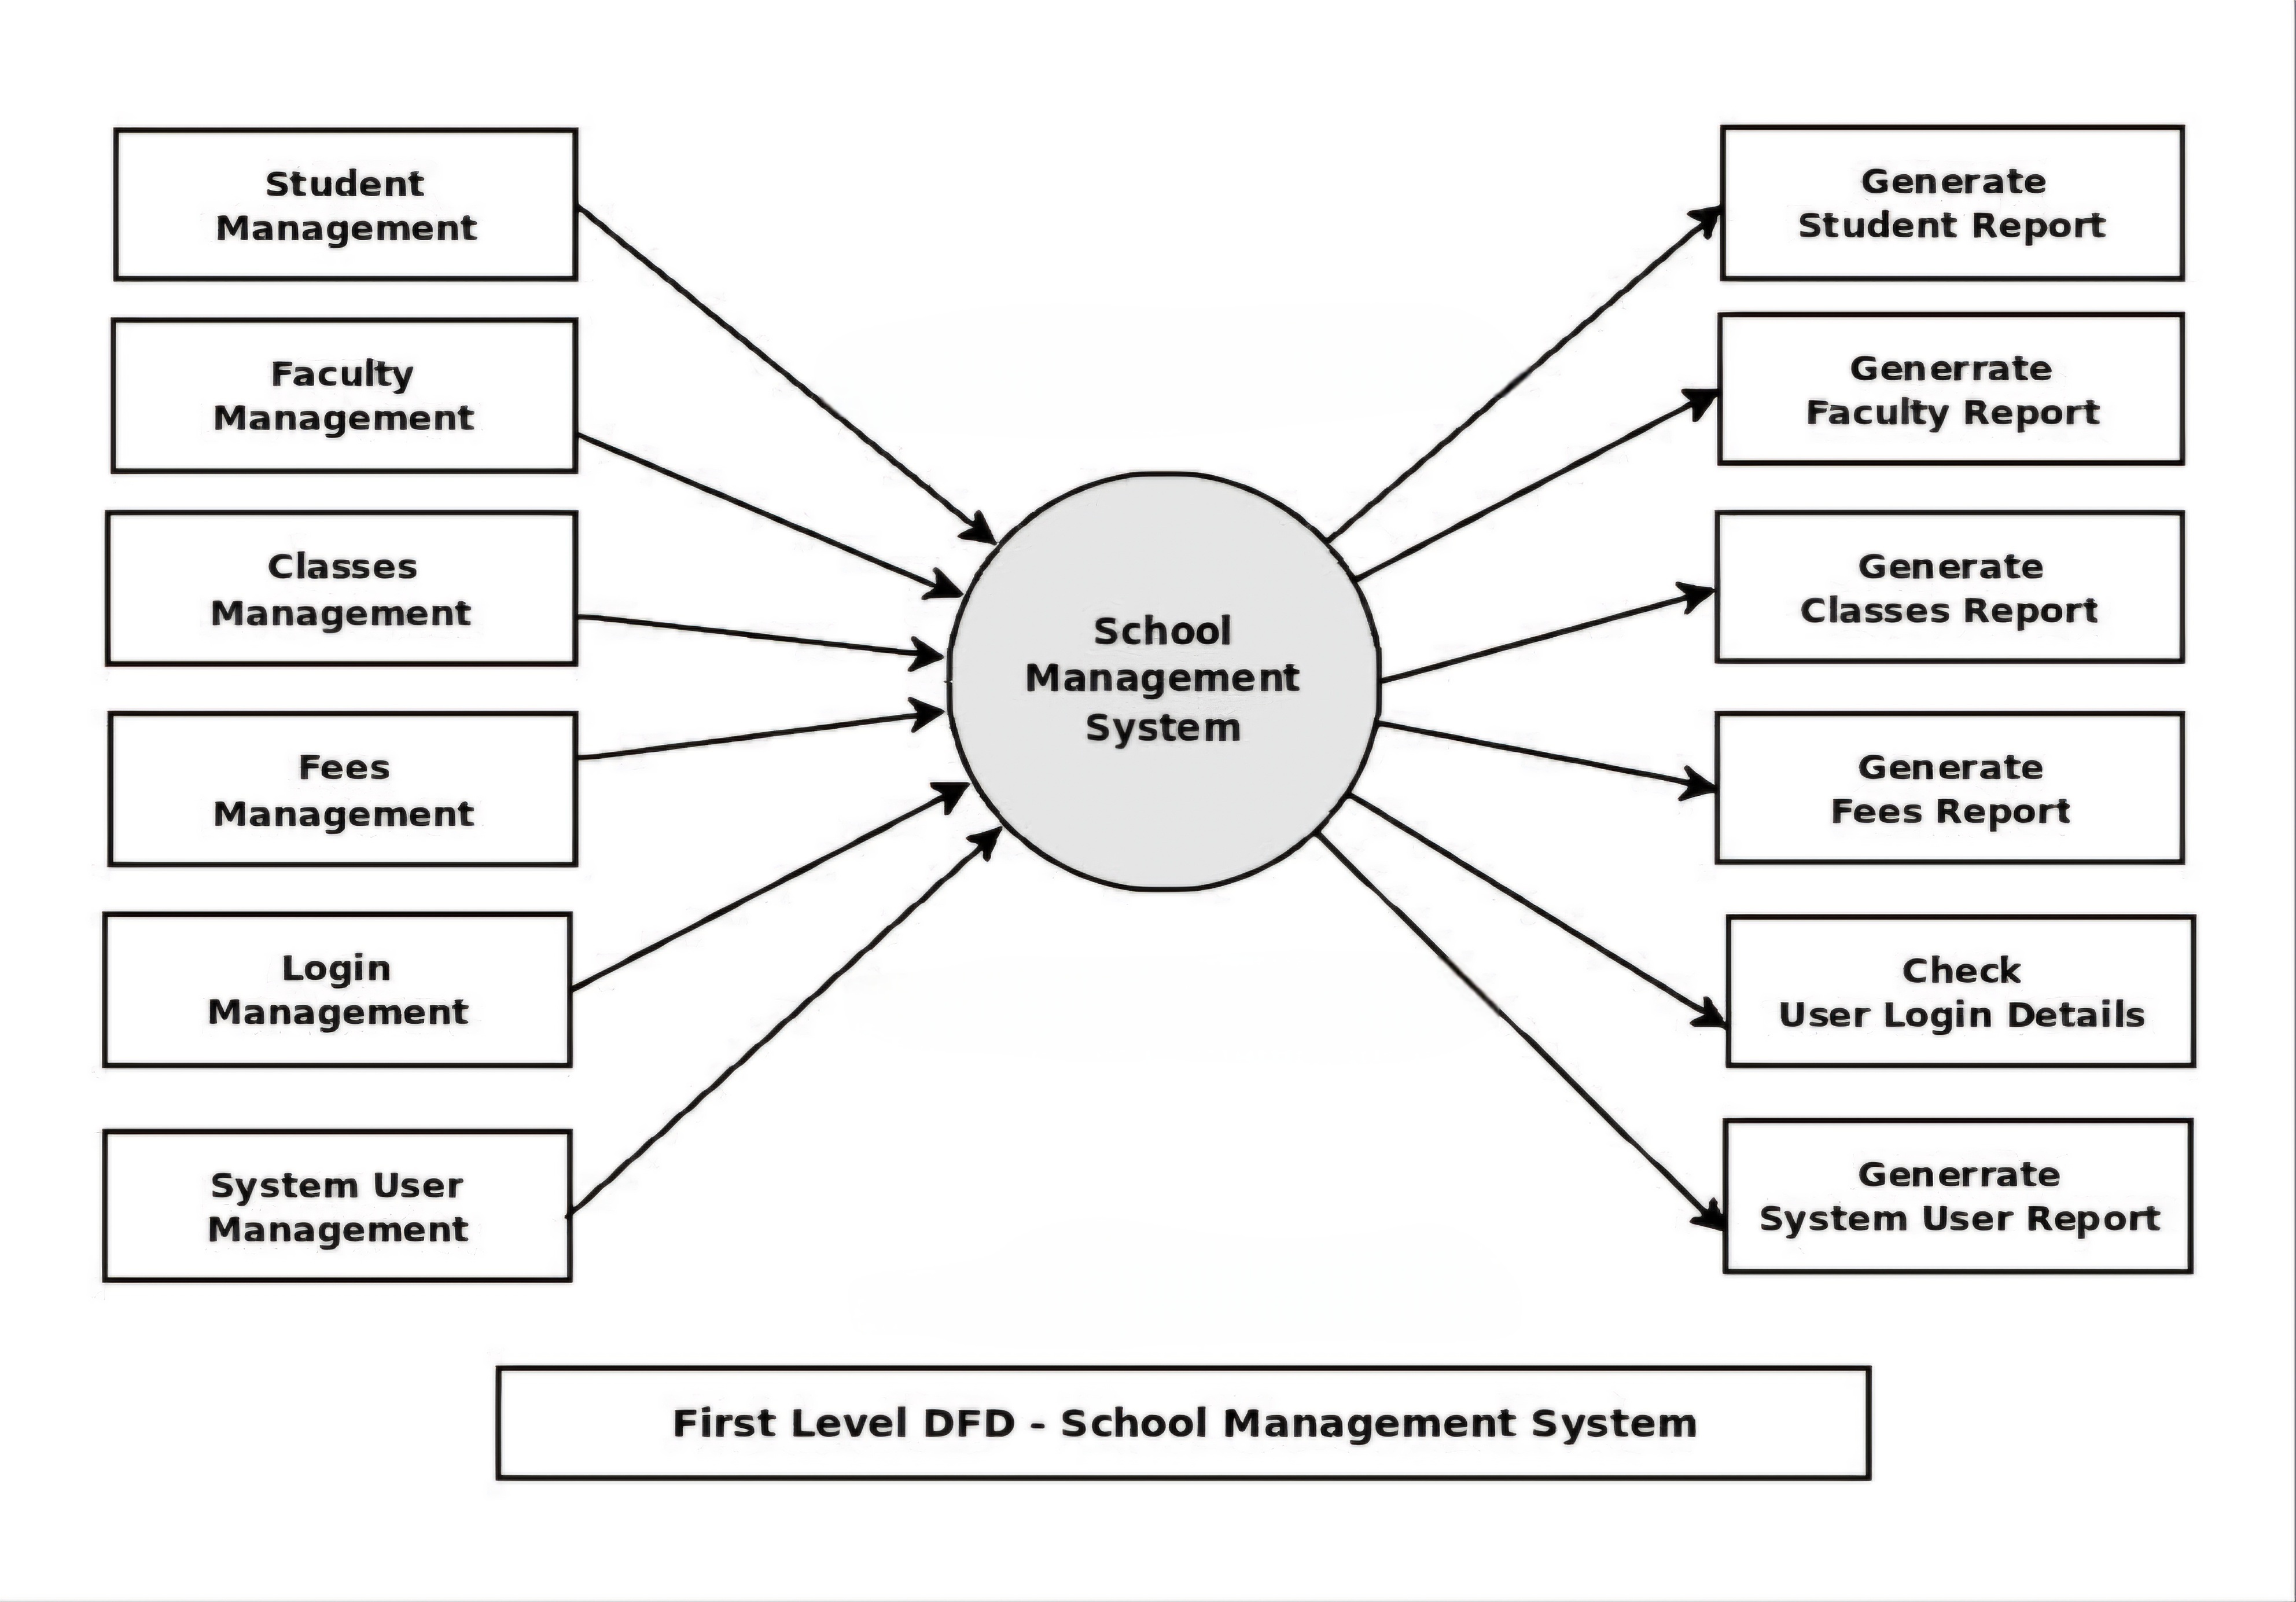 Student
Management
Faculty
Management
Classes
Management
Fees
Management
Login
Management
System User
Management
School
Management
System
Generate
Student Report
Generrate
Faculty Report
Generate
Classes Report
Generate
Fees Report
Check
User Login Details
Generrate
System User Report
First Level DFD - School Management System